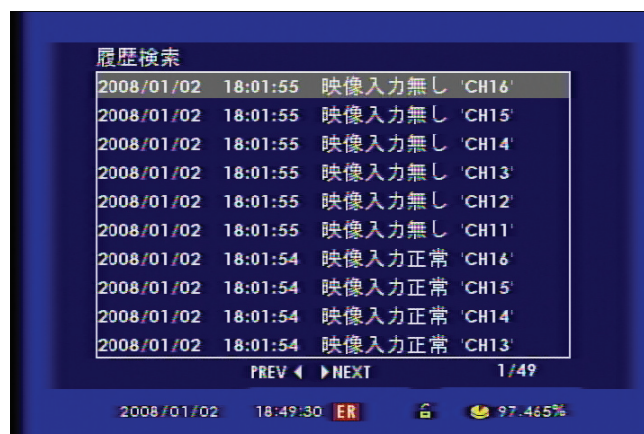 履歴検索
2008/01/02 18:01:55 映像入力無し 'CH16'
2008/01/02 18:01:55 映像入力無し 'CH15'
2008/01/02 18:01:55 映像入力無し 'CH14'
2008/01/02 18:01:55 映像入力無し 'CH13'
2008/01/02 18:01:55 映像入力無し 'CH12'
2008/01/02 18:01:55 映像入力無し 'CH11'
2008/01/02 18:01:54 映像入力正常 'CH16'
2008/01/02 18:01:54 映像入力正常 'CH15'
2008/01/02 18:01:54 映像入力正常 'CH14'
2008/01/02 18:01:54 映像入力正常 'CH13'
PREV ◀ ▶NEXT 1/49
2008/01/02 18:49:30 ER 97.465%